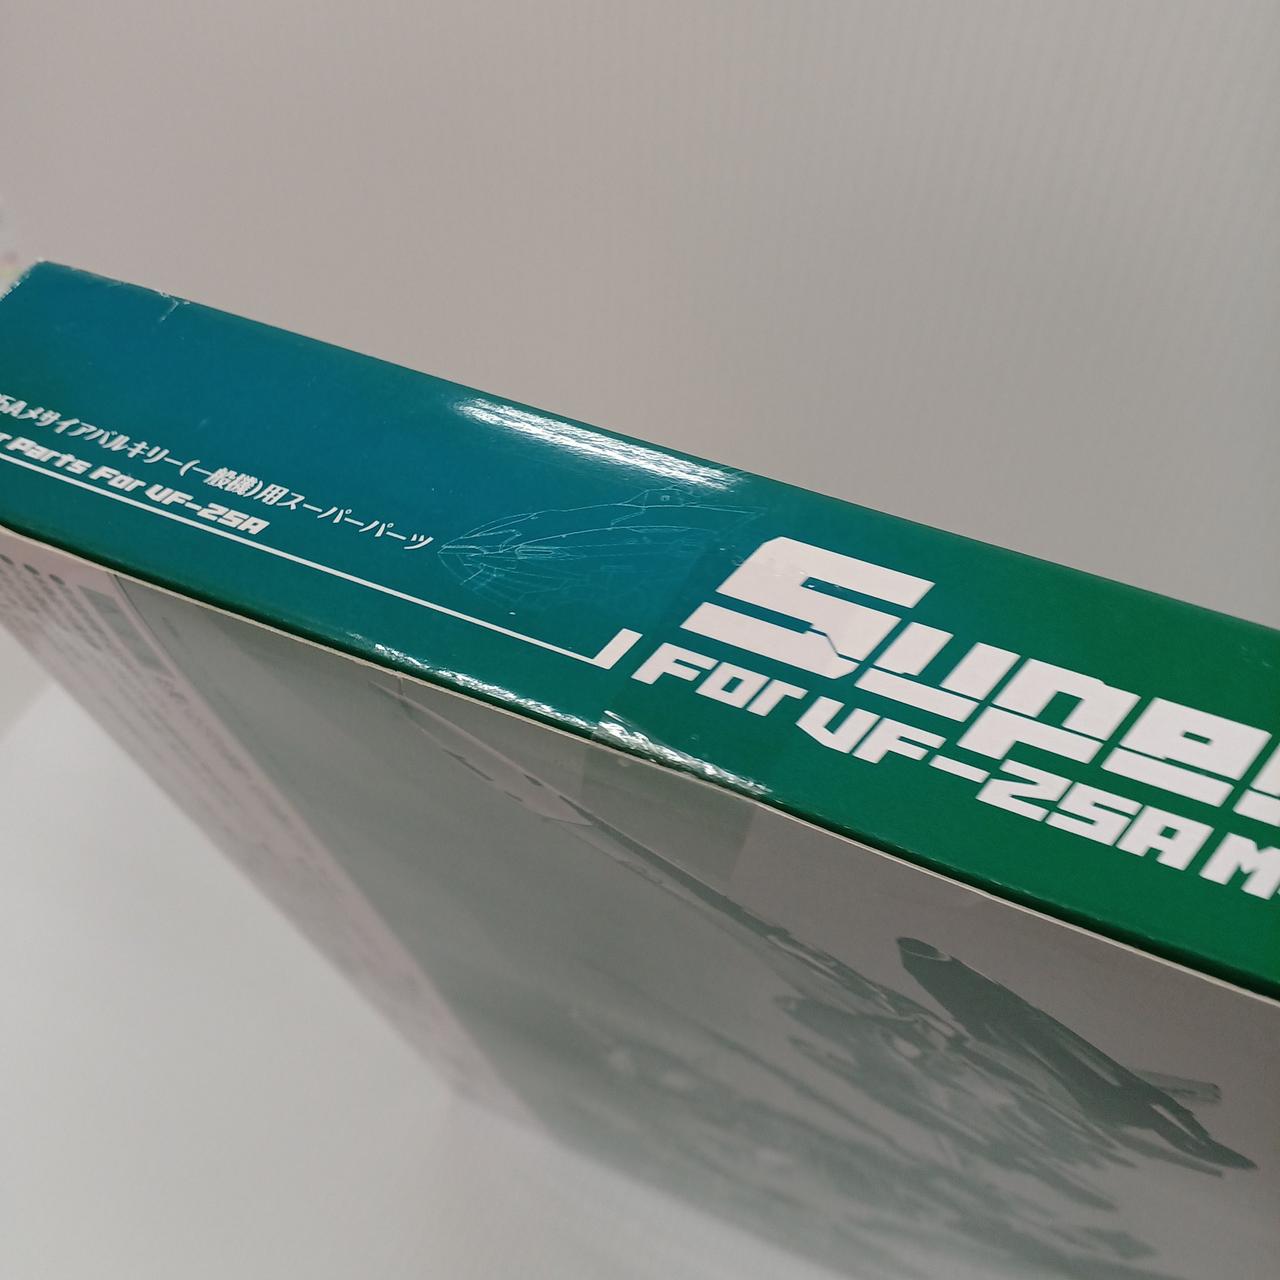 5Aメサイアバルキリー(一般機)用スーパーパーツ
r Parts For VF-25A
Super
For VF-25A M